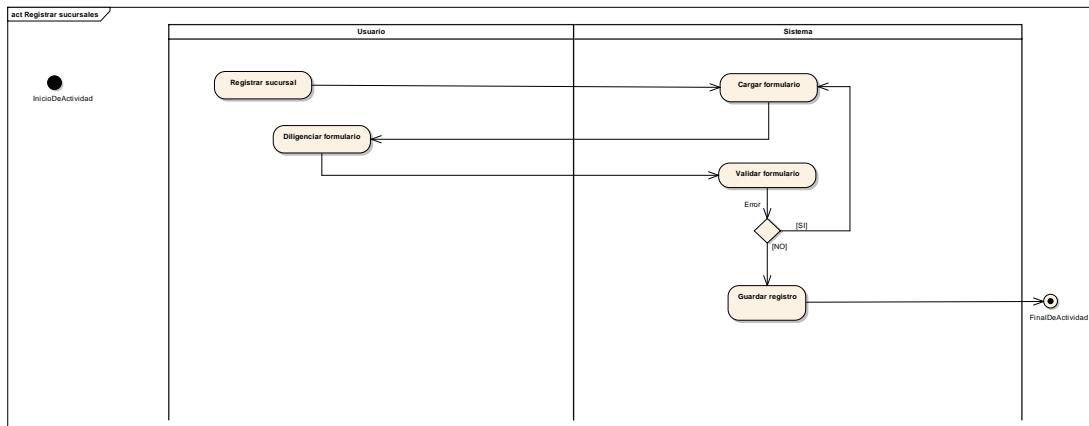 act Registrar sucursales
Usuario
Sistema
InicioDeActividad
Registrar sucursal
Cargar formulario
Diligenciar formulario
Validar formulario
Error
[SI]
[NO]
Guardar registro
FinalDeActividad